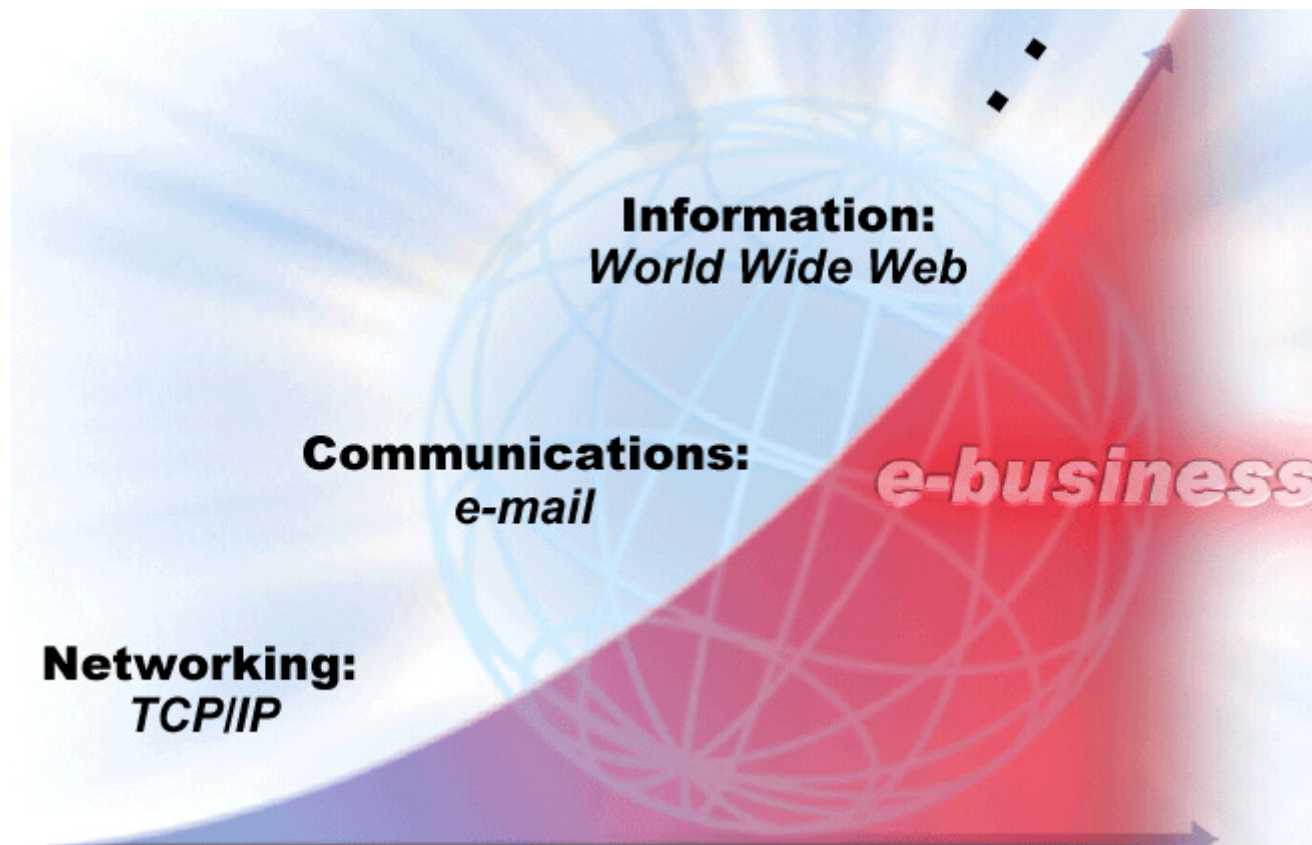 Information:
World Wide Web
Communications:
e-mail
e-business
Networking:
TCP/IP